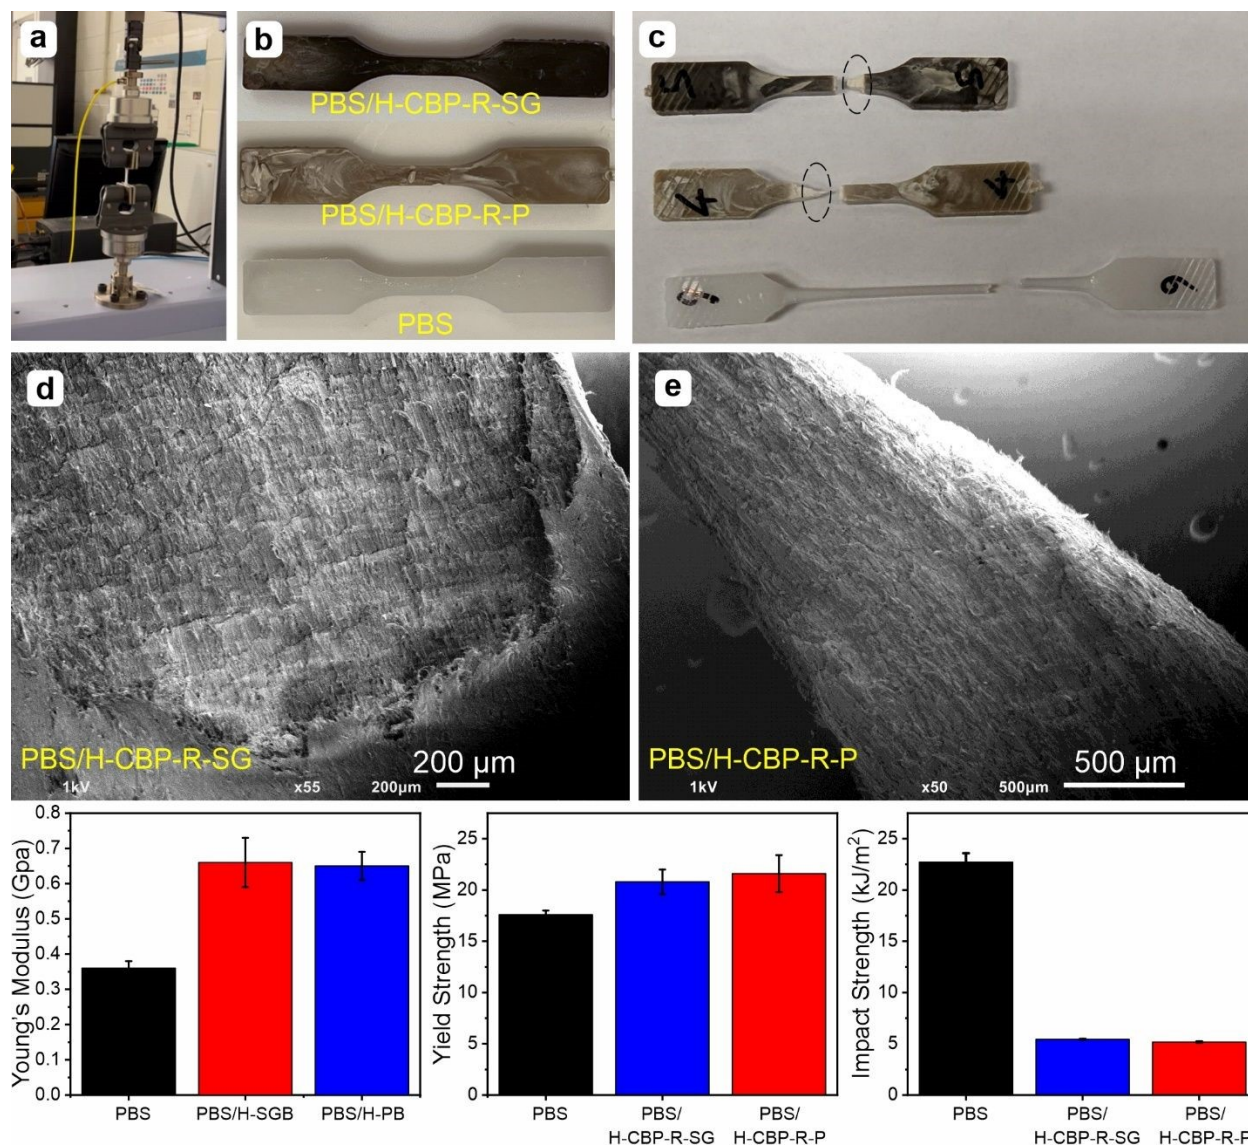 a
b
c
PBS/H-CBP-R-SG
PBS/H-CBP-R-P
PBS
5
4
4
d
e
PBS/H-CBP-R-SG
200 μm
1kV x55 200μm
PBS/H-CBP-R-P
500 μm
1kV x50 500μm
Young's Modulus (Gpa)
0.8
0.7
0.6
0.5
0.4
0.3
0.2
0.1
0.0
PBS
PBS/H-SGB
PBS/H-PB
Yield Strength (MPa)
25
20
15
10
5
0
PBS
PBS/
H-CBP-R-SG
PBS/
H-CBP-R-P
Impact Strength (kJ/m²)
25
20
15
10
5
0
PBS
PBS/
H-CBP-R-SG
PBS/
H-CBP-R-P